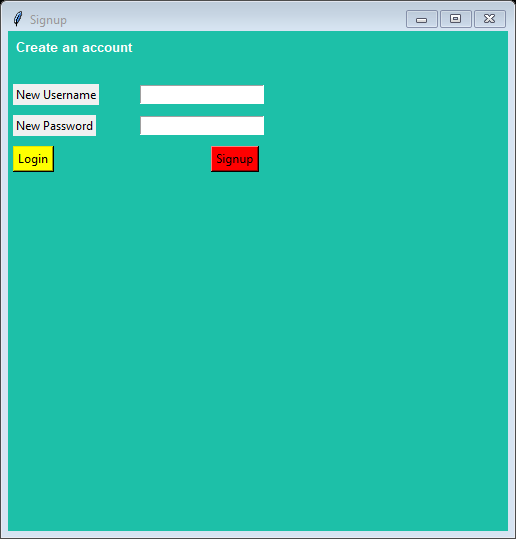 Signup
Create an account
New Username
New Password
Login Signup